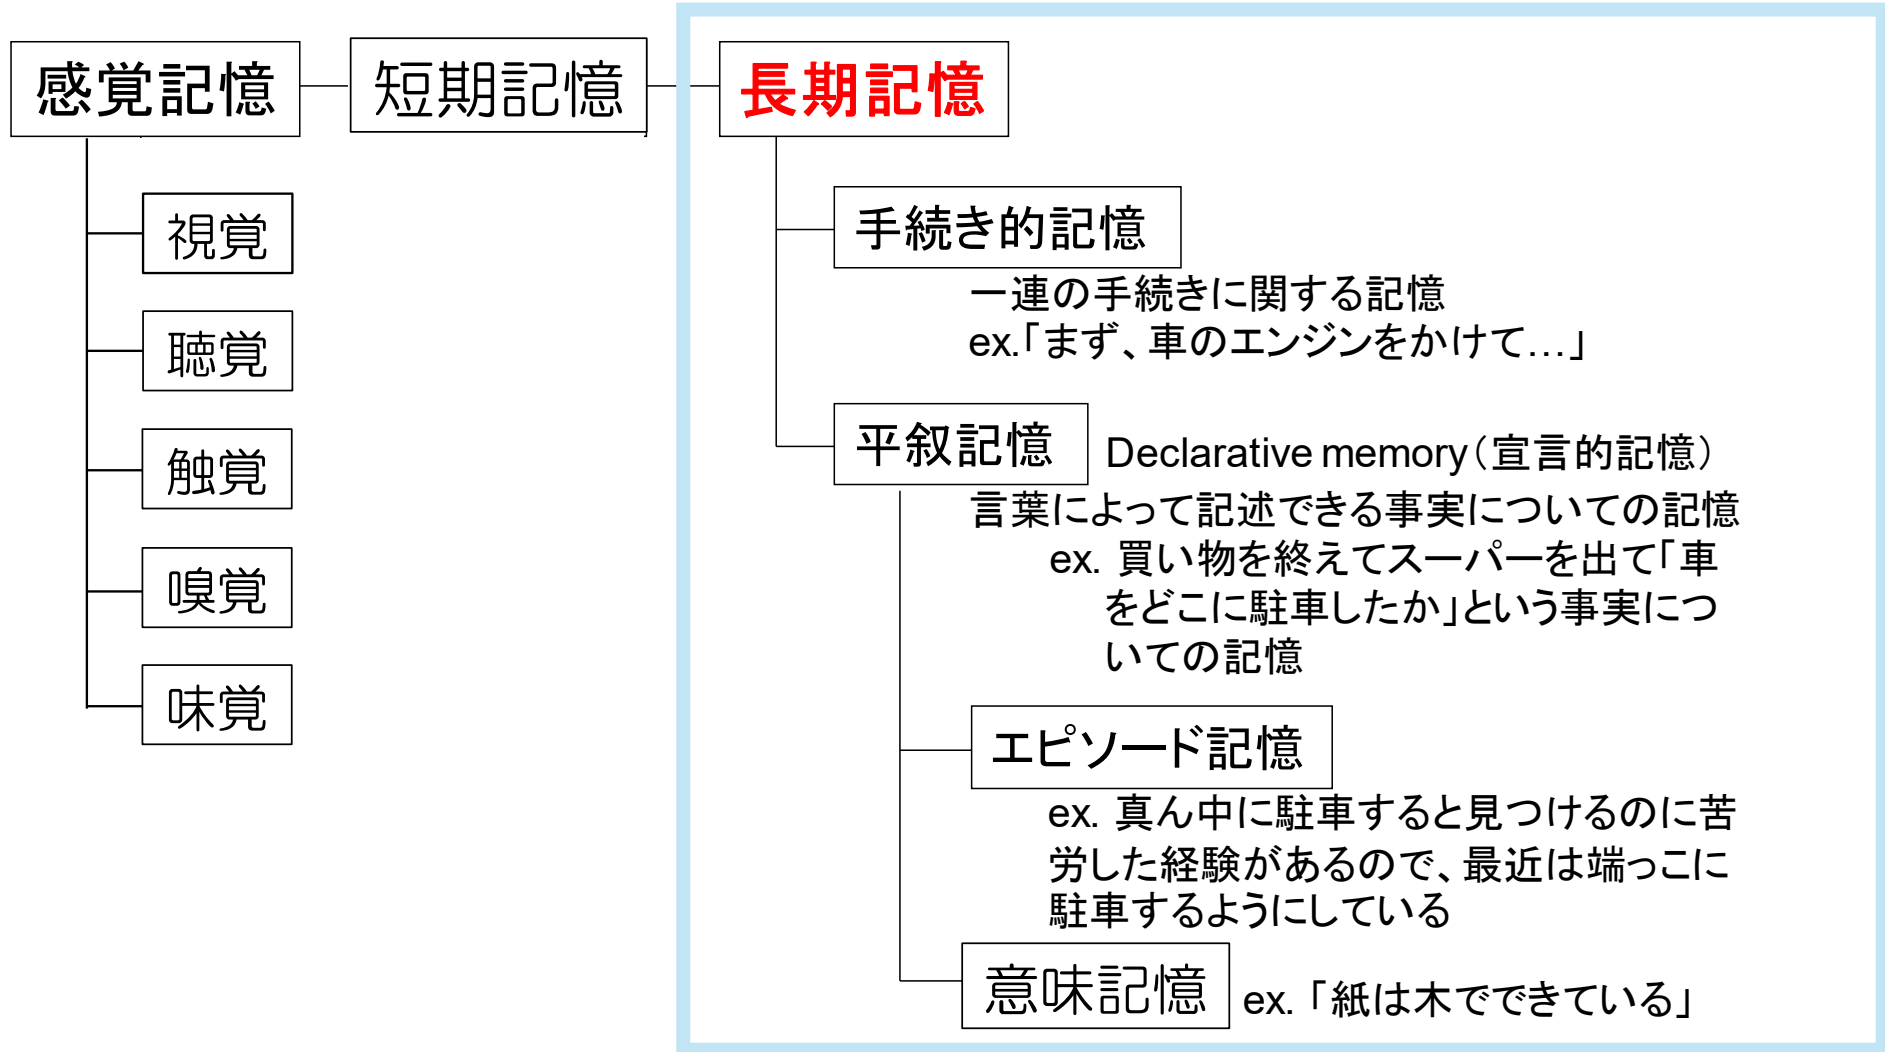 感覚記憶
短期記憶
長期記憶
視覚
聴覚
触覚
嗅覚
味覚
手続き的記憶
一連の手続きに関する記憶
ex.「まず、車のエンジンをかけて…」
平叙記憶
Declarative memory（宣言的記憶）
言葉によって記述できる事実についての記憶
ex. 買い物を終えてスーパーを出て「車
をどこに駐車したか」という事実につ
いての記憶
エピソード記憶
ex. 真ん中に駐車すると見つけるのに苦
労した経験があるので、最近は端っこに
駐車するようにしている
意味記憶
ex. 「紙は木でできている」